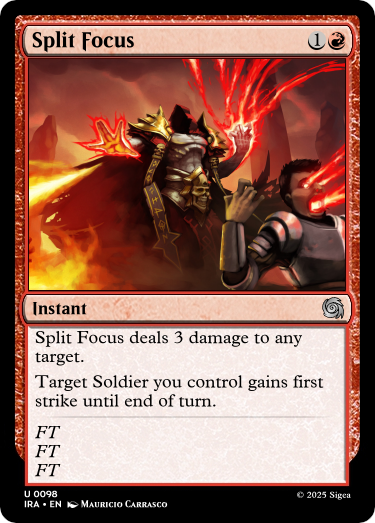 Split Focus 1
Instant
Split Focus deals 3 damage to any
target.
Target Soldier you control gains first
strike until end of turn.
FT
FT
FT
U 0098
IRA • EN Mauricio Carrasco
© 2025 Sigea